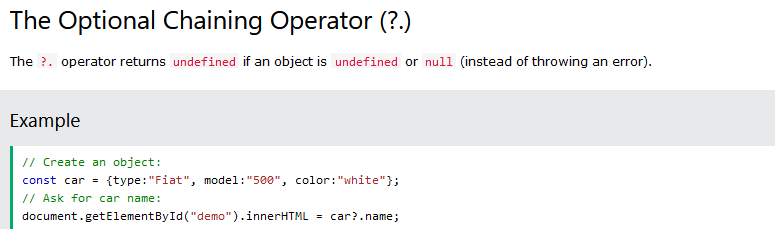 The Optional Chaining Operator (?.)
The ?. operator returns undefined if an object is undefined or null (instead of throwing an error).
Example
// Create an object:
const car = {type:"Fiat", model:"500", color:"white"};
// Ask for car name:
document.getElementById("demo").innerHTML = car?.name;